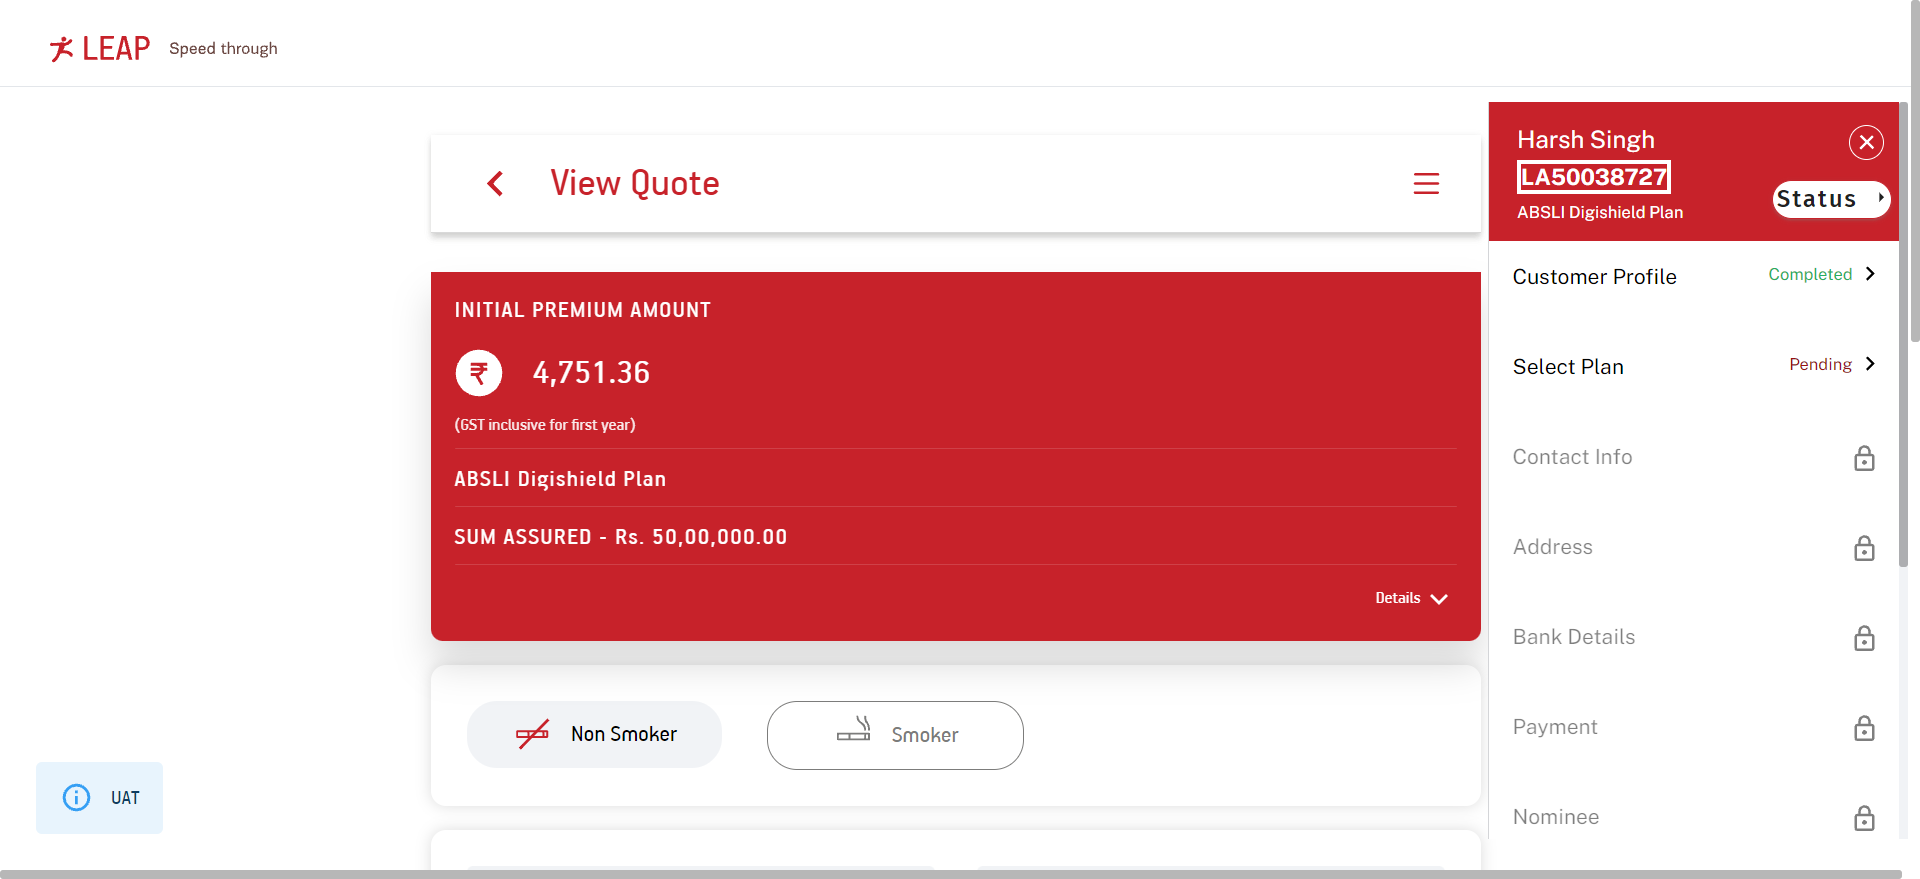 LEAP Speed through
View Quote
INITIAL PREMIUM AMOUNT
₹ 4,751.36
(GST inclusive for first year)
ABSLI Digishield Plan
SUM ASSURED - Rs. 50,00,000.00
Details
Non Smoker
Smoker
UAT
Harsh Singh
LA50038727
ABSLI Digishield Plan
Status
Customer Profile Completed
Select Plan Pending
Contact Info
Address
Bank Details
Payment
Nominee